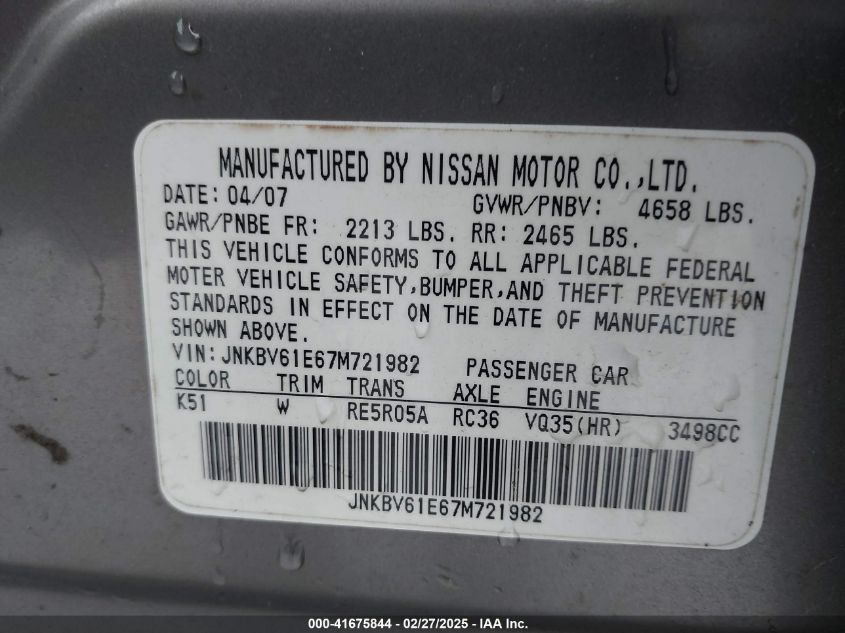 MANUFACTURED BY NISSAN MOTOR CO.,LTD.
DATE: 04/07 GVWR/PNBV: 4658 LBS.
GAWR/PNBE FR: 2213 LBS. RR: 2465 LBS.
THIS VEHICLE CONFORMS TO ALL APPLICABLE FEDERAL
MOTER VEHICLE SAFETY,BUMPER,AND THEFT PREVENTION
STANDARDS IN EFFECT ON THE DATE OF MANUFACTURE
SHOWN ABOVE.
VIN: JNKBV61E67M721982 PASSENGER CAR
COLOR TRIM TRANS AXLE ENGINE
K51 W RE5R05A RC36 VQ35(HR) 3498CC
JNKBV61E67M721982
000-41675844 - 02/27/2025 - IAA Inc.